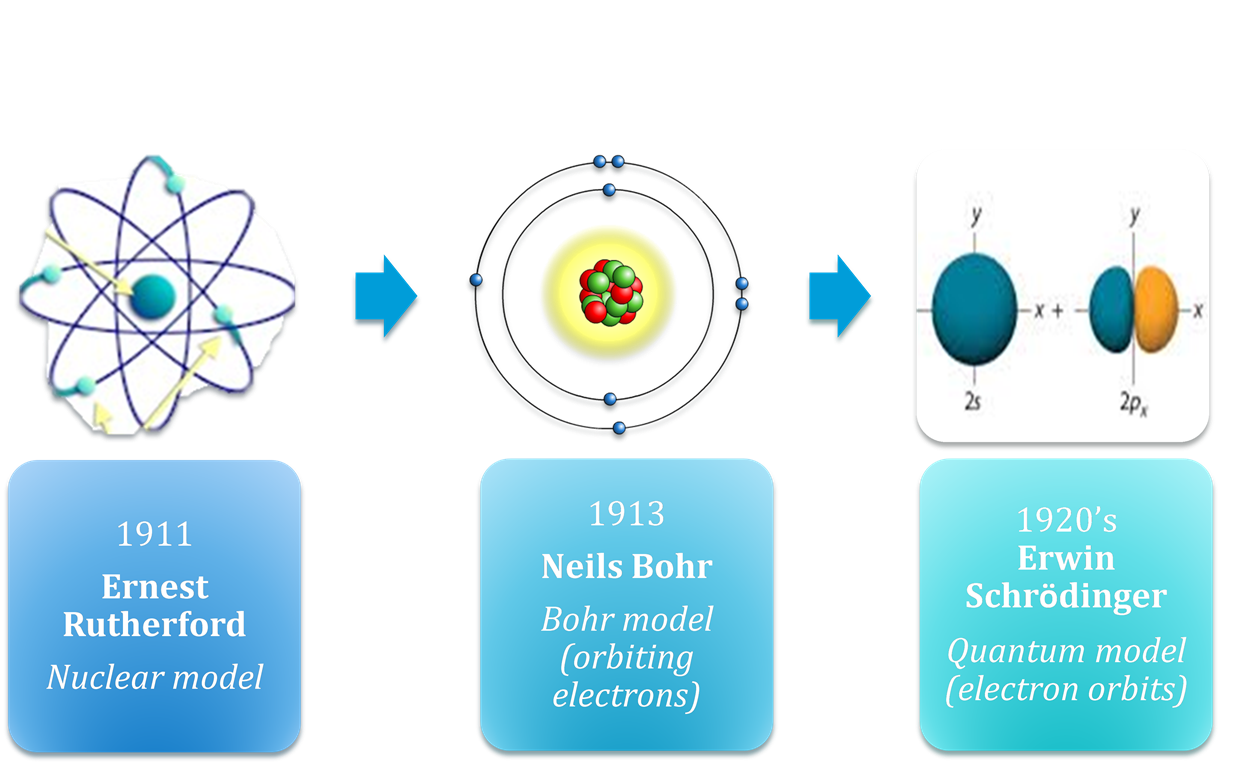 y
y
x +
x
2s
2pₓ
1911
Ernest
Rutherford
Nuclear model
1913
Neils Bohr
Bohr model
(orbiting
electrons)
1920’s
Erwin
Schrödinger
Quantum model
(electron orbits)